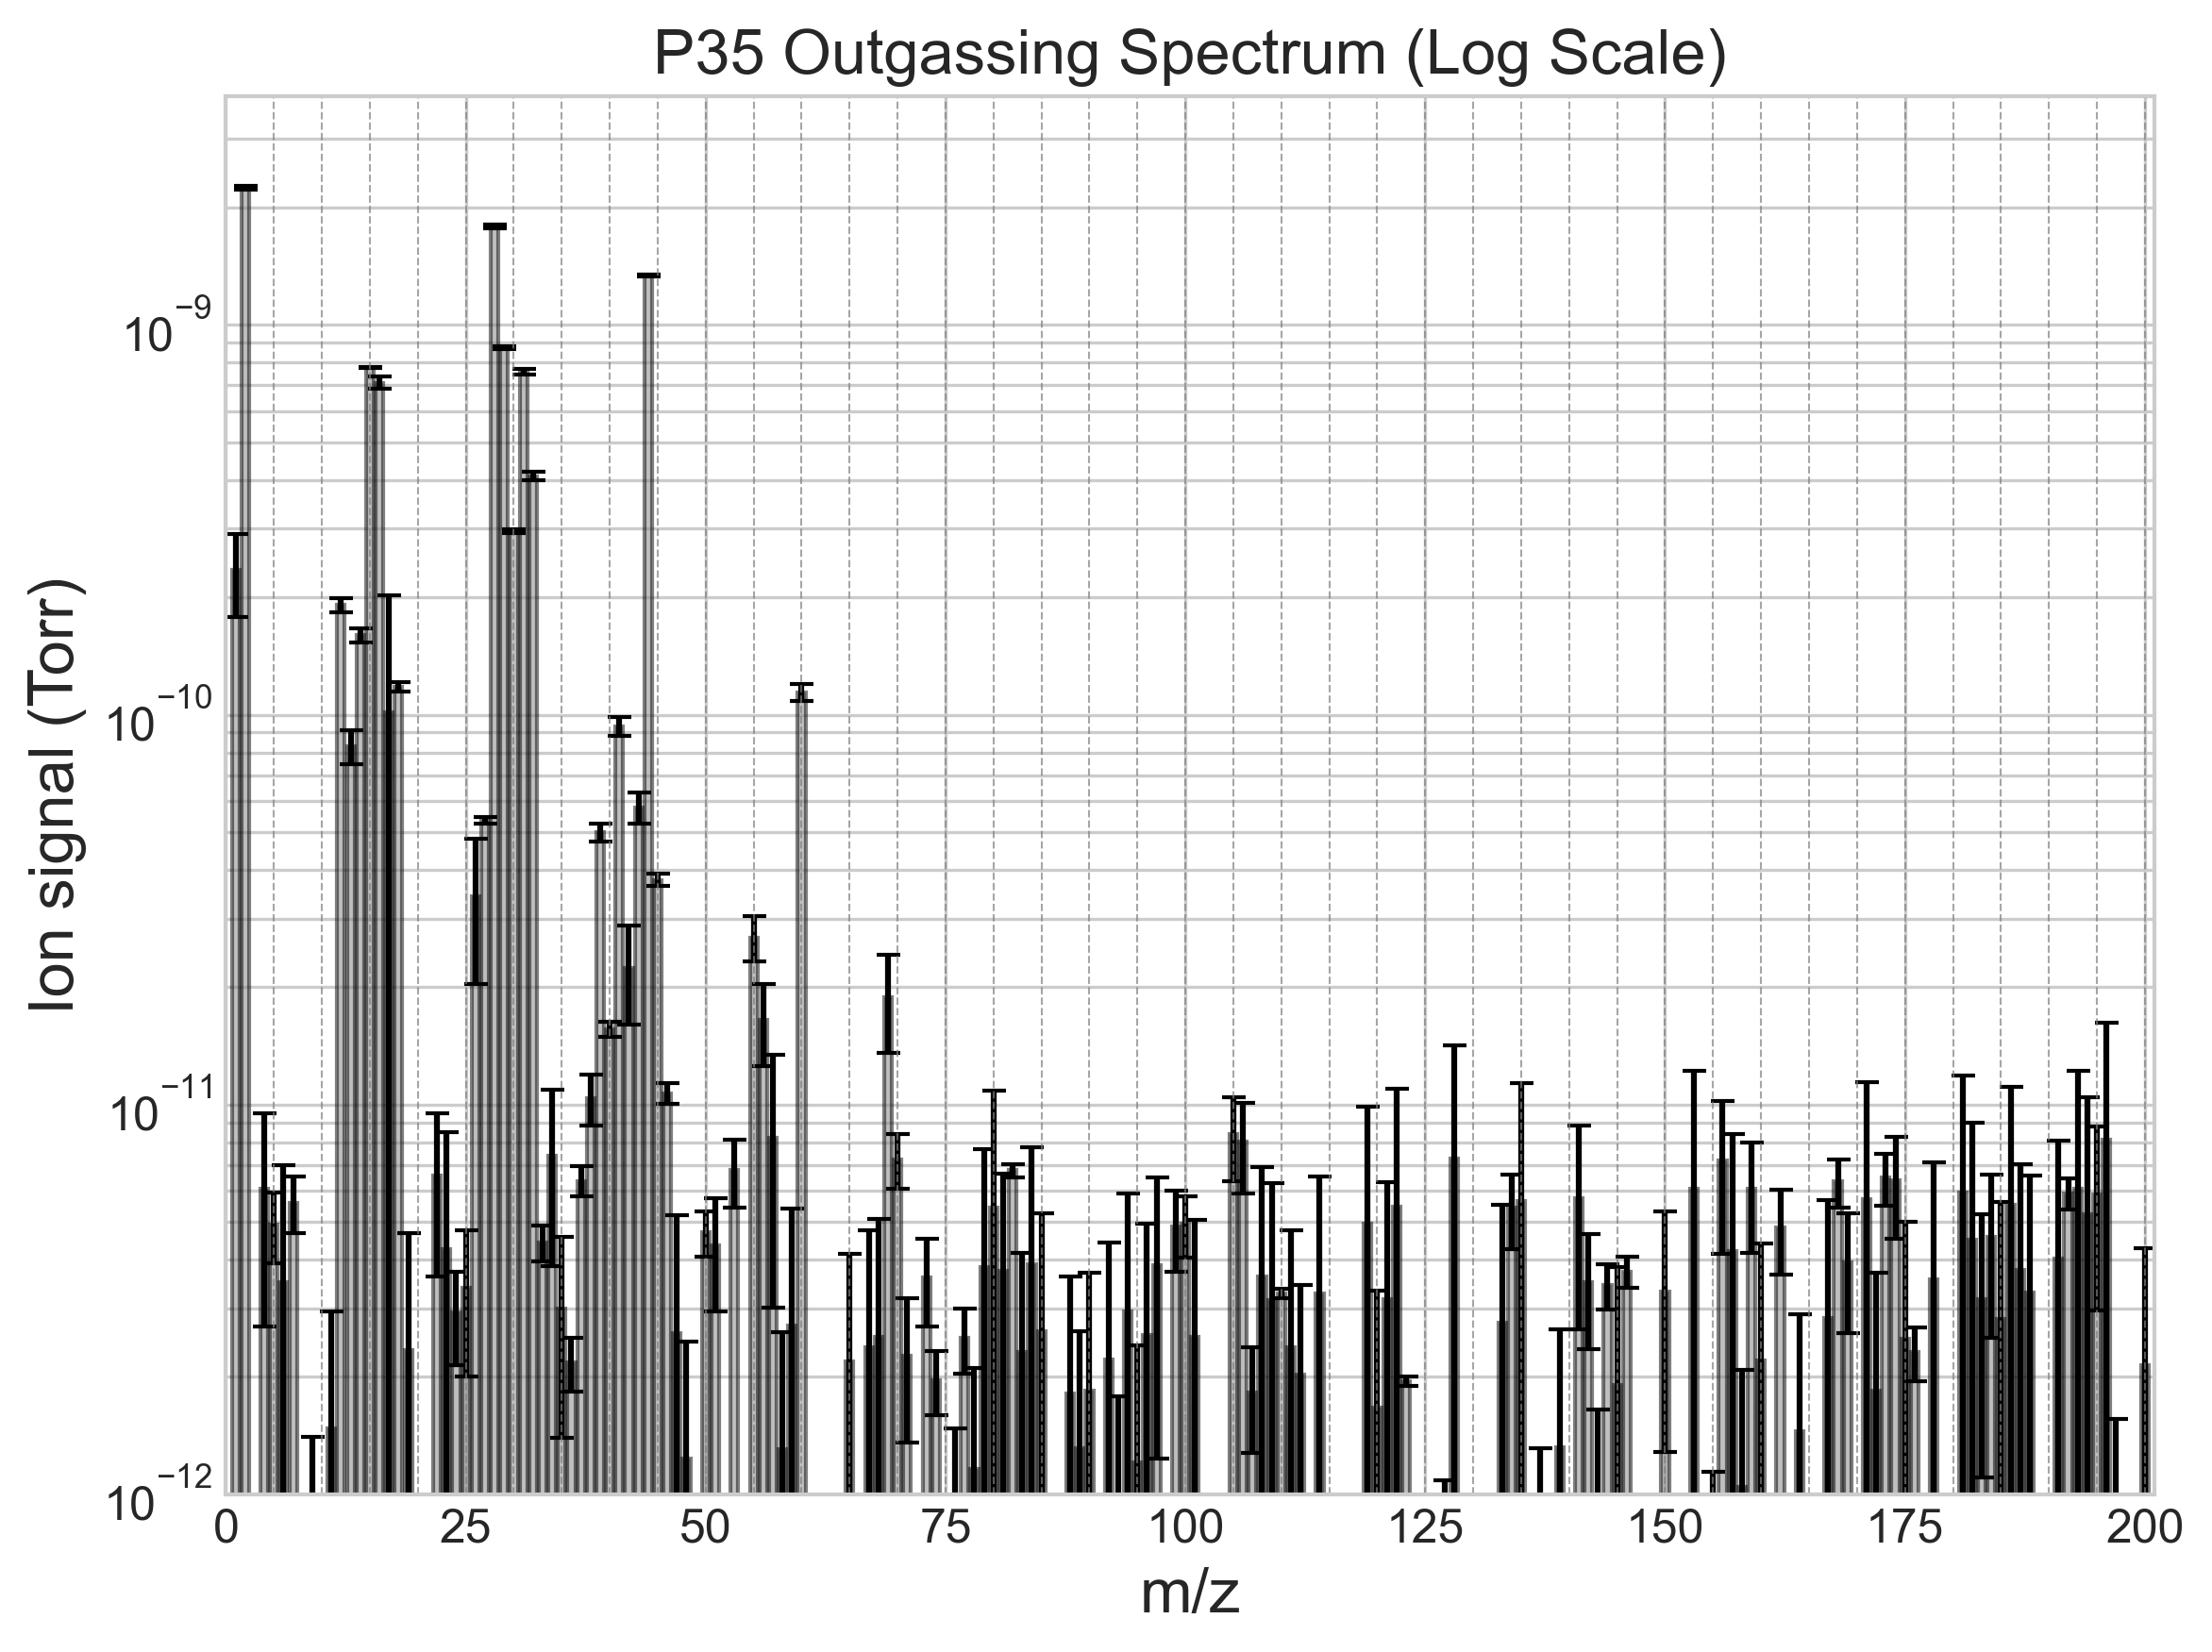 P35 Outgassing Spectrum (Log Scale)
Ion signal (Torr)
10⁻⁹
10⁻¹⁰
10⁻¹¹
10⁻¹²
0 25 50 75 100 125 150 175 200
m/z